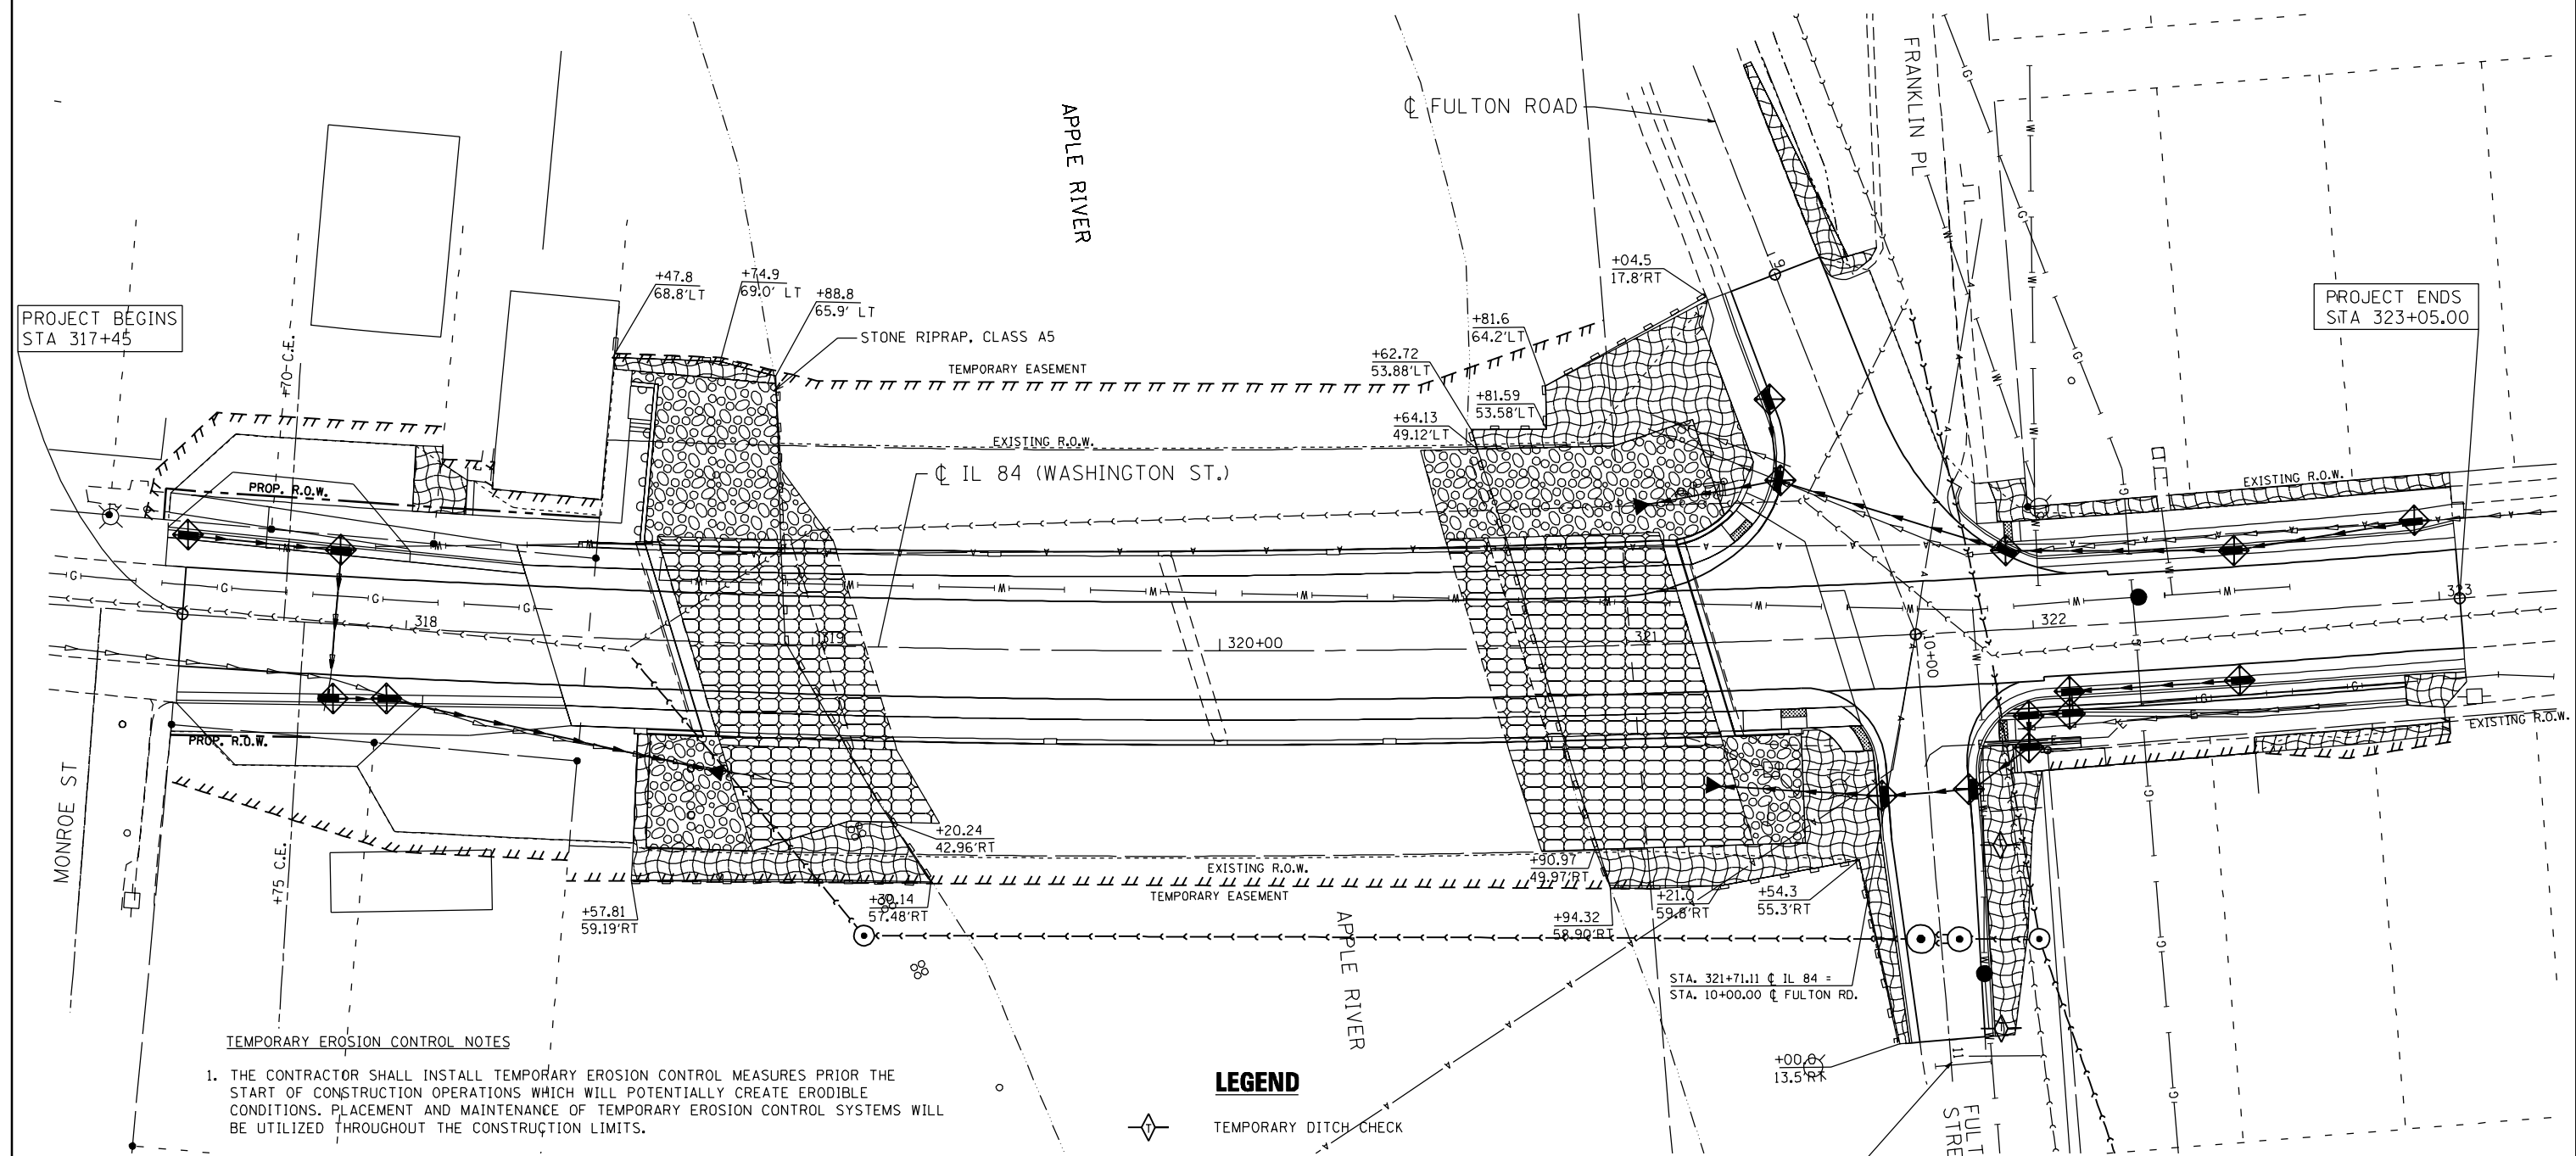 APPLE RIVER
℄ FULTON ROAD
FRANKLIN PL
PROJECT BEGINS
STA 317+45
+70 C.E.
+47.8
68.8'LT
+74.9
69.0' LT
+88.8
65.9' LT
STONE RIPRAP, CLASS A5
TEMPORARY EASEMENT
+04.5
17.8'RT
+81.6
64.2'LT
+62.72
53.88'LT
+81.59
53.58'LT
+64.13
49.12'LT
9
PROJECT ENDS
STA 323+05.00
EXISTING R.O.W.
℄ IL 84 (WASHINGTON ST.)
PROP. R.O.W.
EXISTING R.O.W.
318
319
320+00
321
322
323
10+00
PROP. R.O.W.
EXISTING R.O.W.
MONROE ST
+75 C.E.
+20.24
42.96'RT
EXISTING R.O.W.
TEMPORARY EASEMENT
+57.81
59.19'RT
+30.14
57.48'RT
+90.97
49.97'RT
+94.32
58.90'RT
+21.0
59.8'RT
+54.3
55.3'RT
APPLE RIVER
STA. 321+71.11 ℄ IL 84 =
STA. 10+00.00 ℄ FULTON RD.
+00.0
13.5'RT
11
FULT
STRE
TEMPORARY EROSION CONTROL NOTES
1. THE CONTRACTOR SHALL INSTALL TEMPORARY EROSION CONTROL MEASURES PRIOR THE
START OF CONSTRUCTION OPERATIONS WHICH WILL POTENTIALLY CREATE ERODIBLE
CONDITIONS. PLACEMENT AND MAINTENANCE OF TEMPORARY EROSION CONTROL SYSTEMS WILL
BE UTILIZED THROUGHOUT THE CONSTRUCTION LIMITS.
LEGEND
T TEMPORARY DITCH CHECK